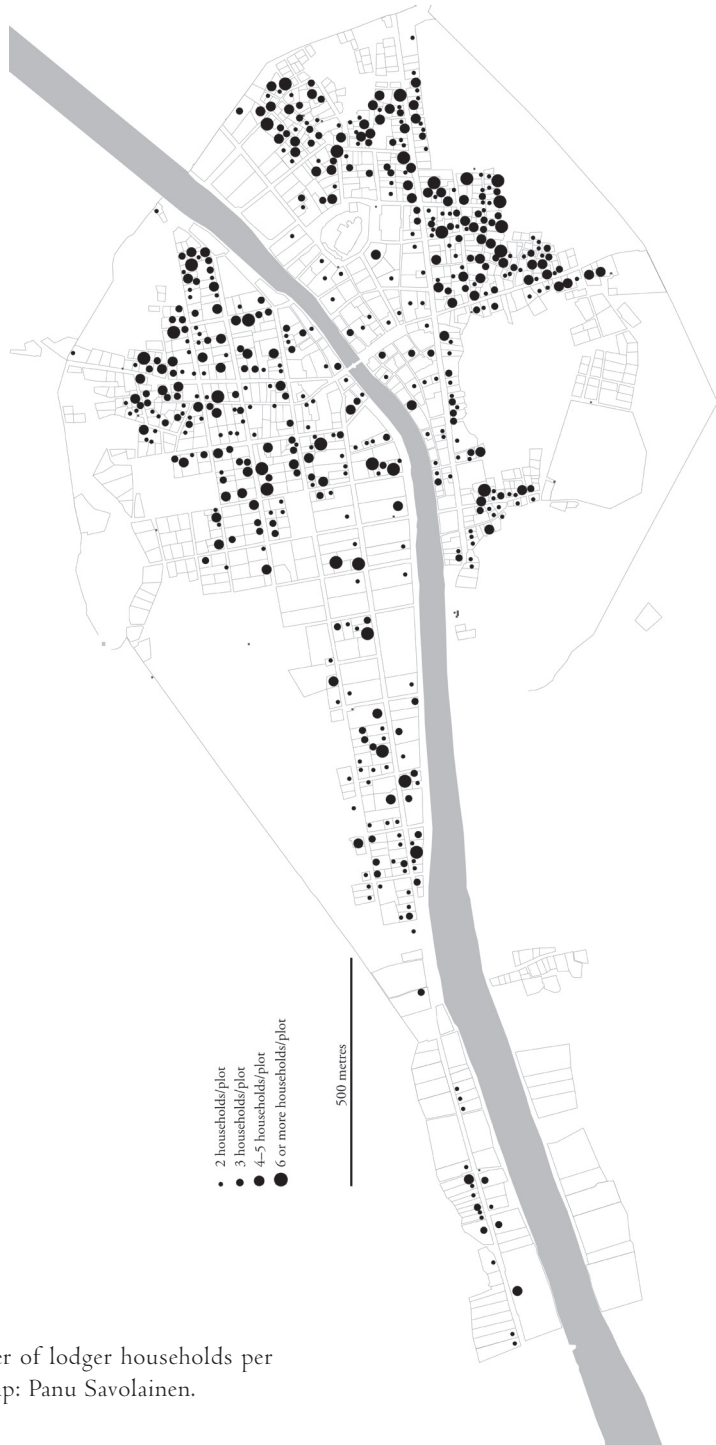 2 households/plot
3 households/plot
4–5 households/plot
6 or more households/plot
500 metres
of lodger households per
Panu Savolainen.